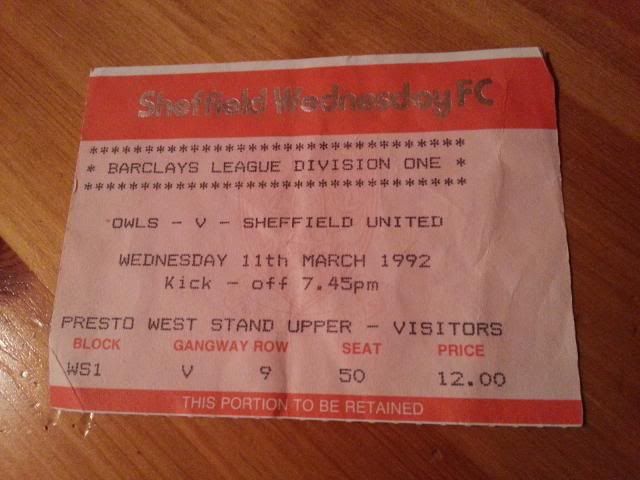 Sheffield Wednesday FC
****************************************
* BARCLAYS LEAGUE DIVISION ONE *
****************************************
OWLS - V - SHEFFIELD UNITED
WEDNESDAY 11th MARCH 1992
Kick - off 7.45pm
PRESTO WEST STAND UPPER - VISITORS
BLOCK GANGWAY ROW SEAT PRICE
WS1 V 9 50 12.00
THIS PORTION TO BE RETAINED